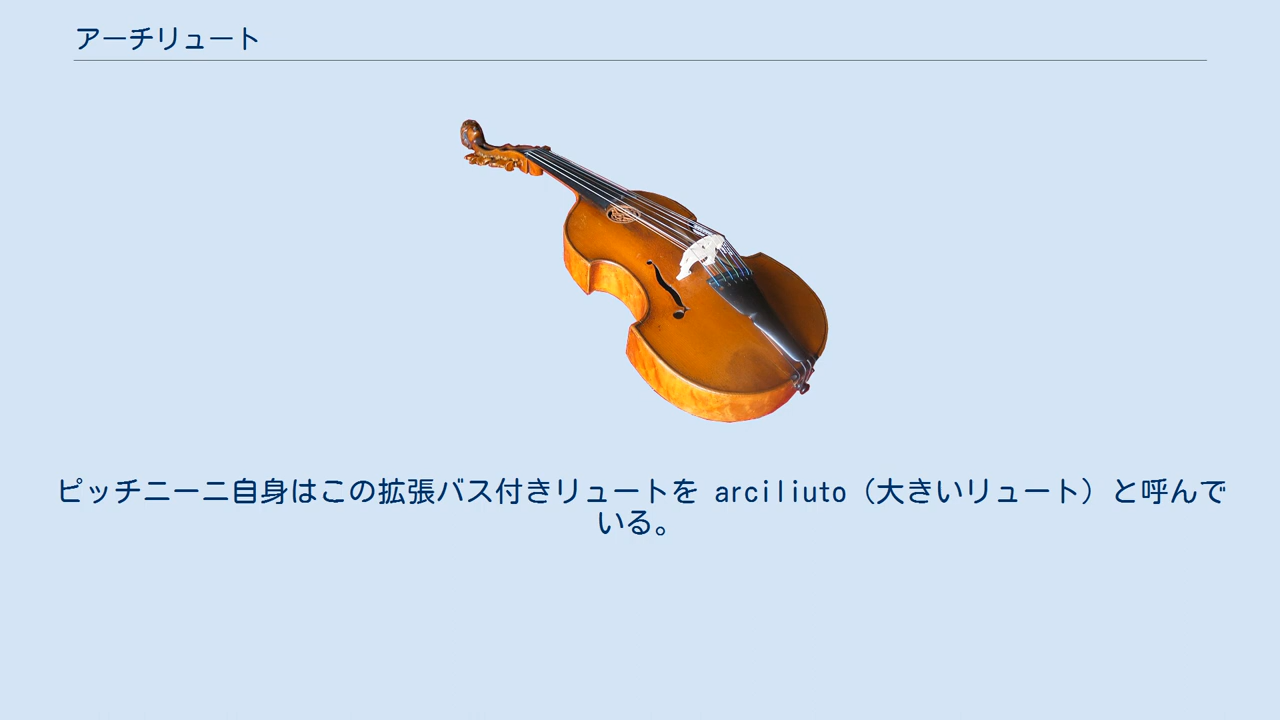 アーチリュート
ピッチニーニ自身はこの拡張バス付きリュートを arciliuto（大きいリュート）と呼んで
いる。